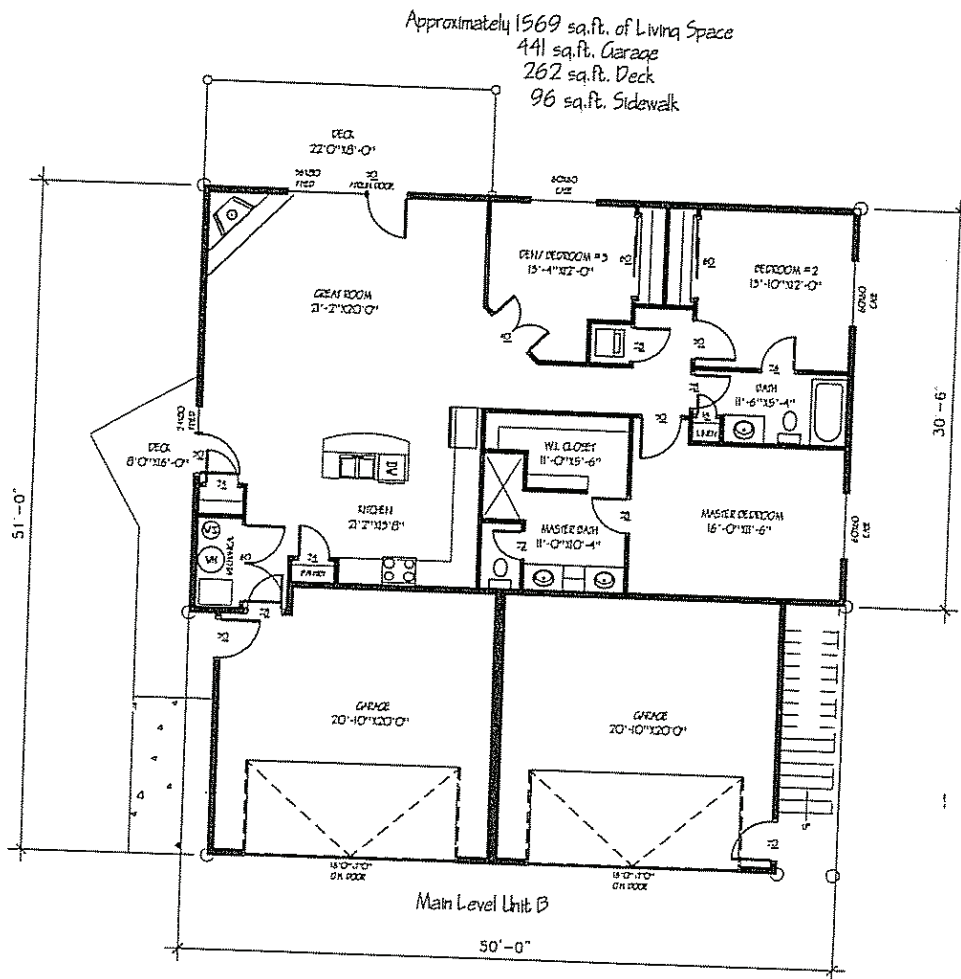 Approximately 1569 sq.ft. of Living Space
441 sq.ft. Garage
262 sq.ft. Deck
96 sq.ft. Sidewalk
DECK
22'0"X8'-0"
DEN/ BEDROOM #3
13'-4"X12'-0"
BEDROOM #2
13'-10"X12'-0"
GREAT ROOM
21'-2"X20'0"
BATH
11'-6"X5'-4"
LINEN
30'-6"
W.I. CLOSET
11'-0"X5'-6"
DECK
8'0"X16'-0"
DW
KITCHEN
21'2"X13'8"
MASTER BATH
11'-0"X10'-4"
MASTER BEDROOM
16'-0"X11'-6"
51'-0"
WH
MECHANICAL
PANTRY
GARAGE
20'-10"X20'0"
GARAGE
20'-10"X20'0"
O.H. DOOR
O.H. DOOR
Main Level Unit B
50'-0"